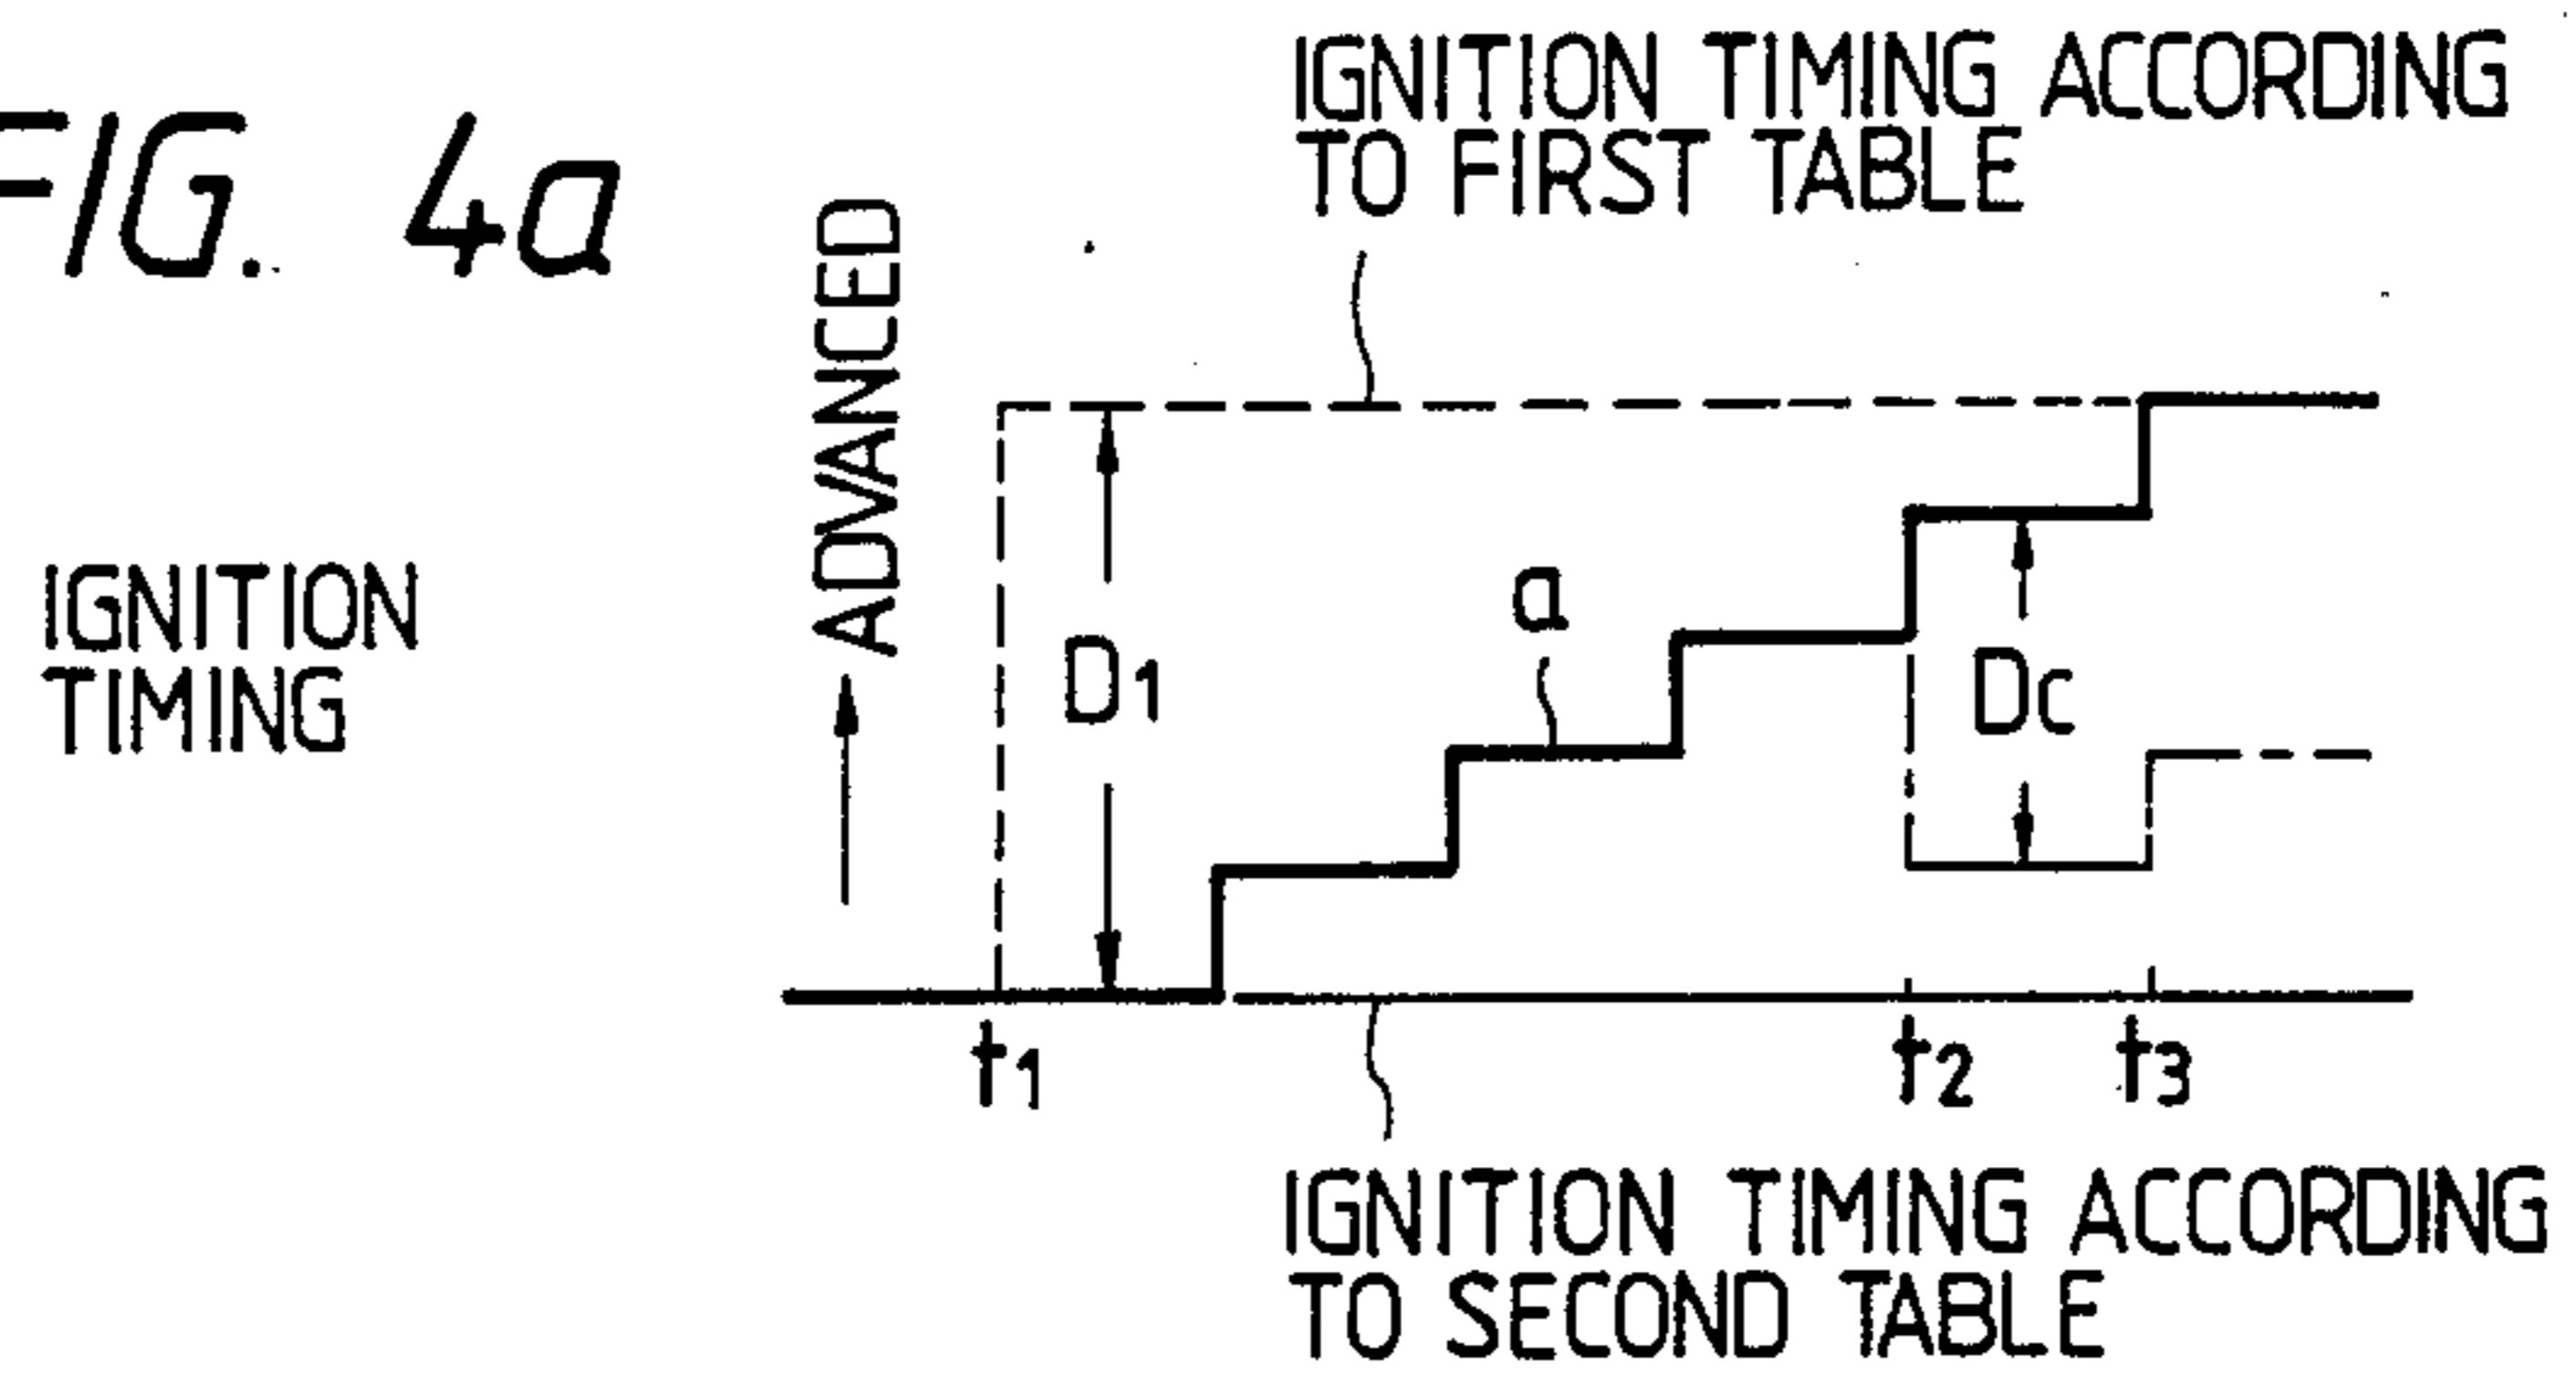 FIG. 4a
IGNITION TIMING ACCORDING
TO FIRST TABLE
ADVANCED
IGNITION
TIMING
a
D1
Dc
t1
t2
t3
IGNITION TIMING ACCORDING
TO SECOND TABLE